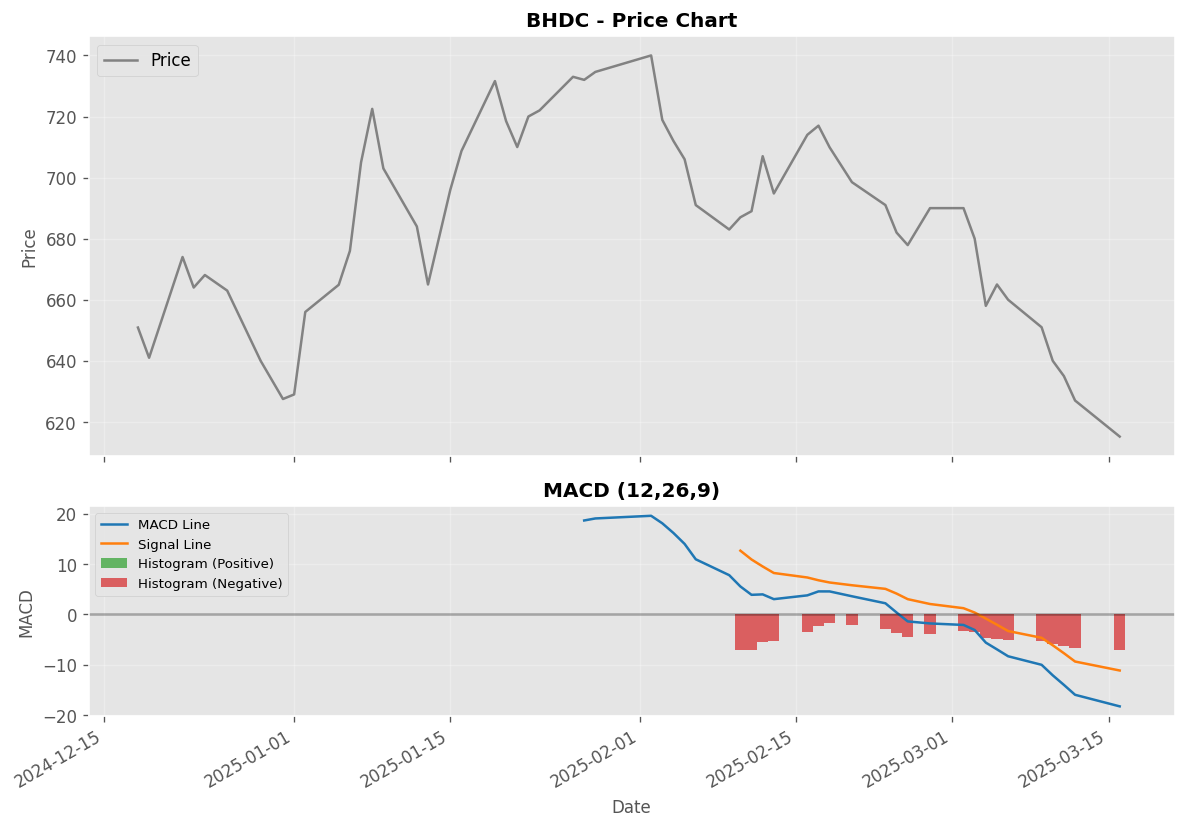 BHDC - Price Chart
Price
740
720
700
680
660
640
620
Price
MACD (12,26,9)
MACD Line
Signal Line
Histogram (Positive)
Histogram (Negative)
20
10
0
−10
−20
MACD
2024-12-15
2025-01-01
2025-01-15
2025-02-01
2025-02-15
2025-03-01
2025-03-15
Date